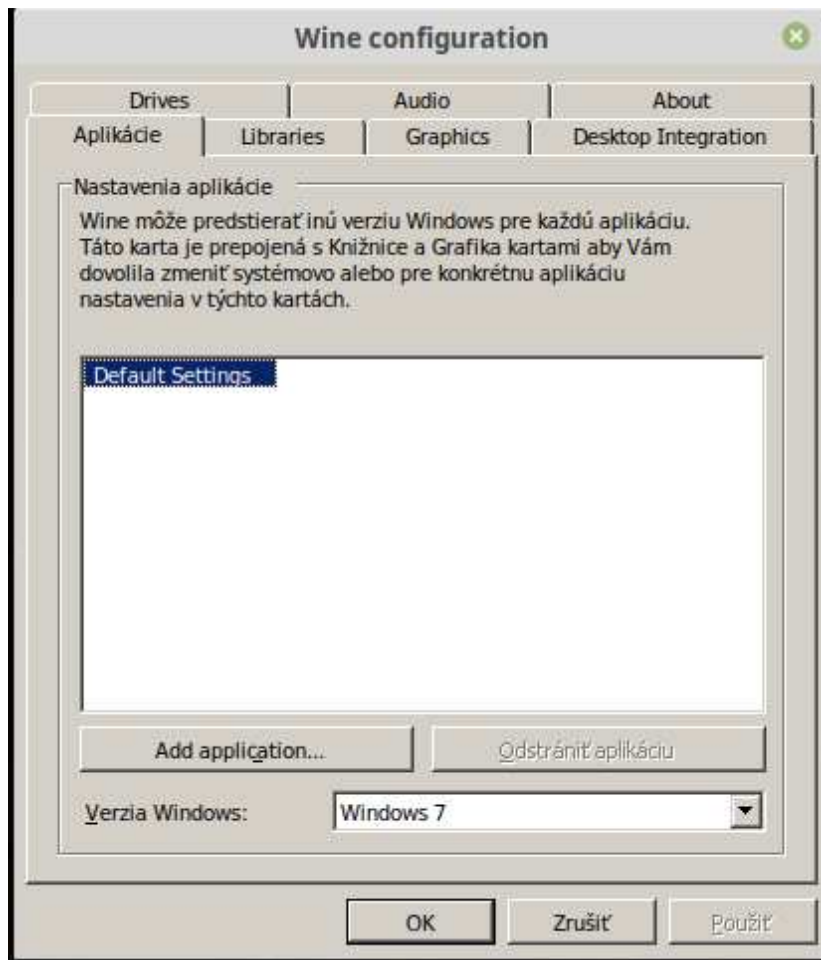 Wine configuration
Drives Audio About
Aplikácie Libraries Graphics Desktop Integration
Nastavenia aplikácie
Wine môže predstierať inú verziu Windows pre každú aplikáciu.
Táto karta je prepojená s Knižnice a Grafika kartami aby Vám
dovolila zmeniť systémovo alebo pre konkrétnu aplikáciu
nastavenia v týchto kartách.
Default Settings
Add application... Odstrániť aplikáciu
Verzia Windows: Windows 7
OK Zrušiť Použiť